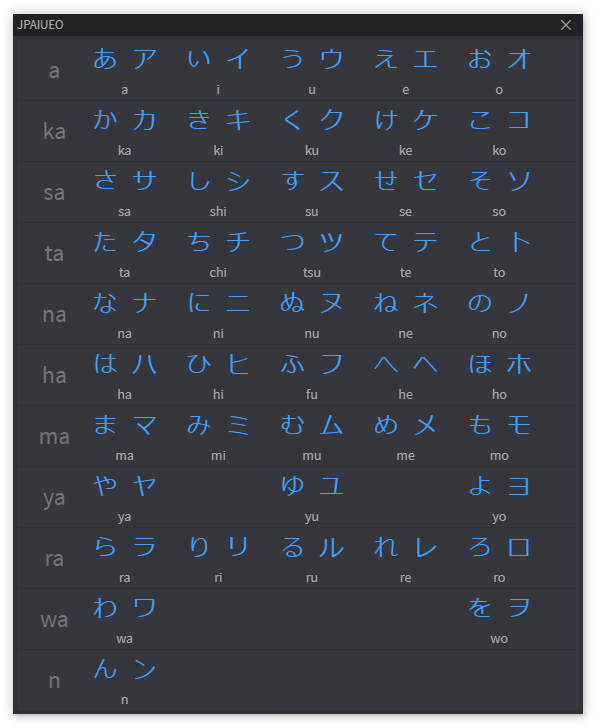 JPAIUEO
a あ ア い イ う ウ え エ お オ
a i u e o
ka か カ き キ く ク け ケ こ コ
ka ki ku ke ko
sa さ サ し シ す ス せ セ そ ソ
sa shi su se so
ta た タ ち チ つ ツ て テ と ト
ta chi tsu te to
na な ナ に ニ ぬ ヌ ね ネ の ノ
na ni nu ne no
ha は ハ ひ ヒ ふ フ へ ヘ ほ ホ
ha hi fu he ho
ma ま マ み ミ む ム め メ も モ
ma mi mu me mo
ya や ヤ ゆ ユ よ ヨ
ya yu yo
ra ら ラ り リ る ル れ レ ろ ロ
ra ri ru re ro
wa わ ワ を ヲ
wa wo
n ん ン
n